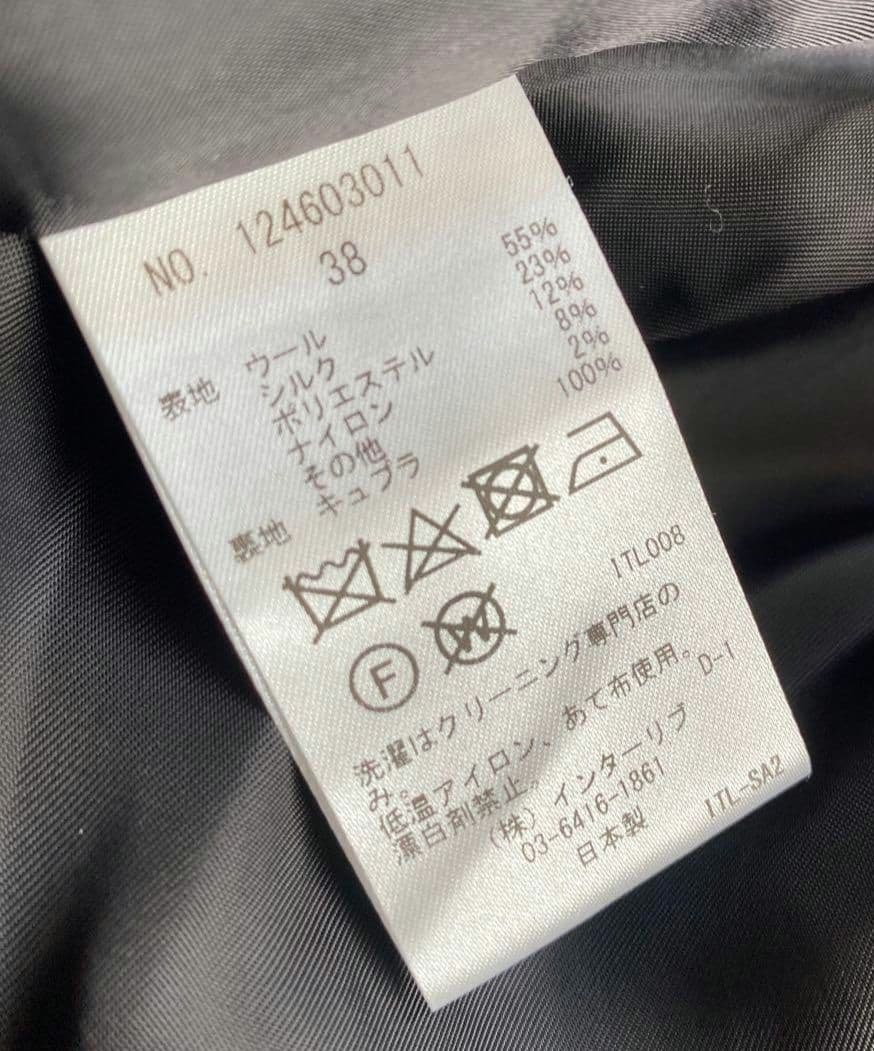 NO. 124603011
38
表地 ウール 55%
シルク 23%
ポリエステル 12%
ナイロン 8%
その他 2%
裏地 キュプラ 100%
F W
ITL008
洗濯はクリーニング専門店の
み。
低温アイロン、あて布使用。
漂白剤禁止。
D-1
(株)インターリブ
03-6416-1861
日本製
ITL-SA2